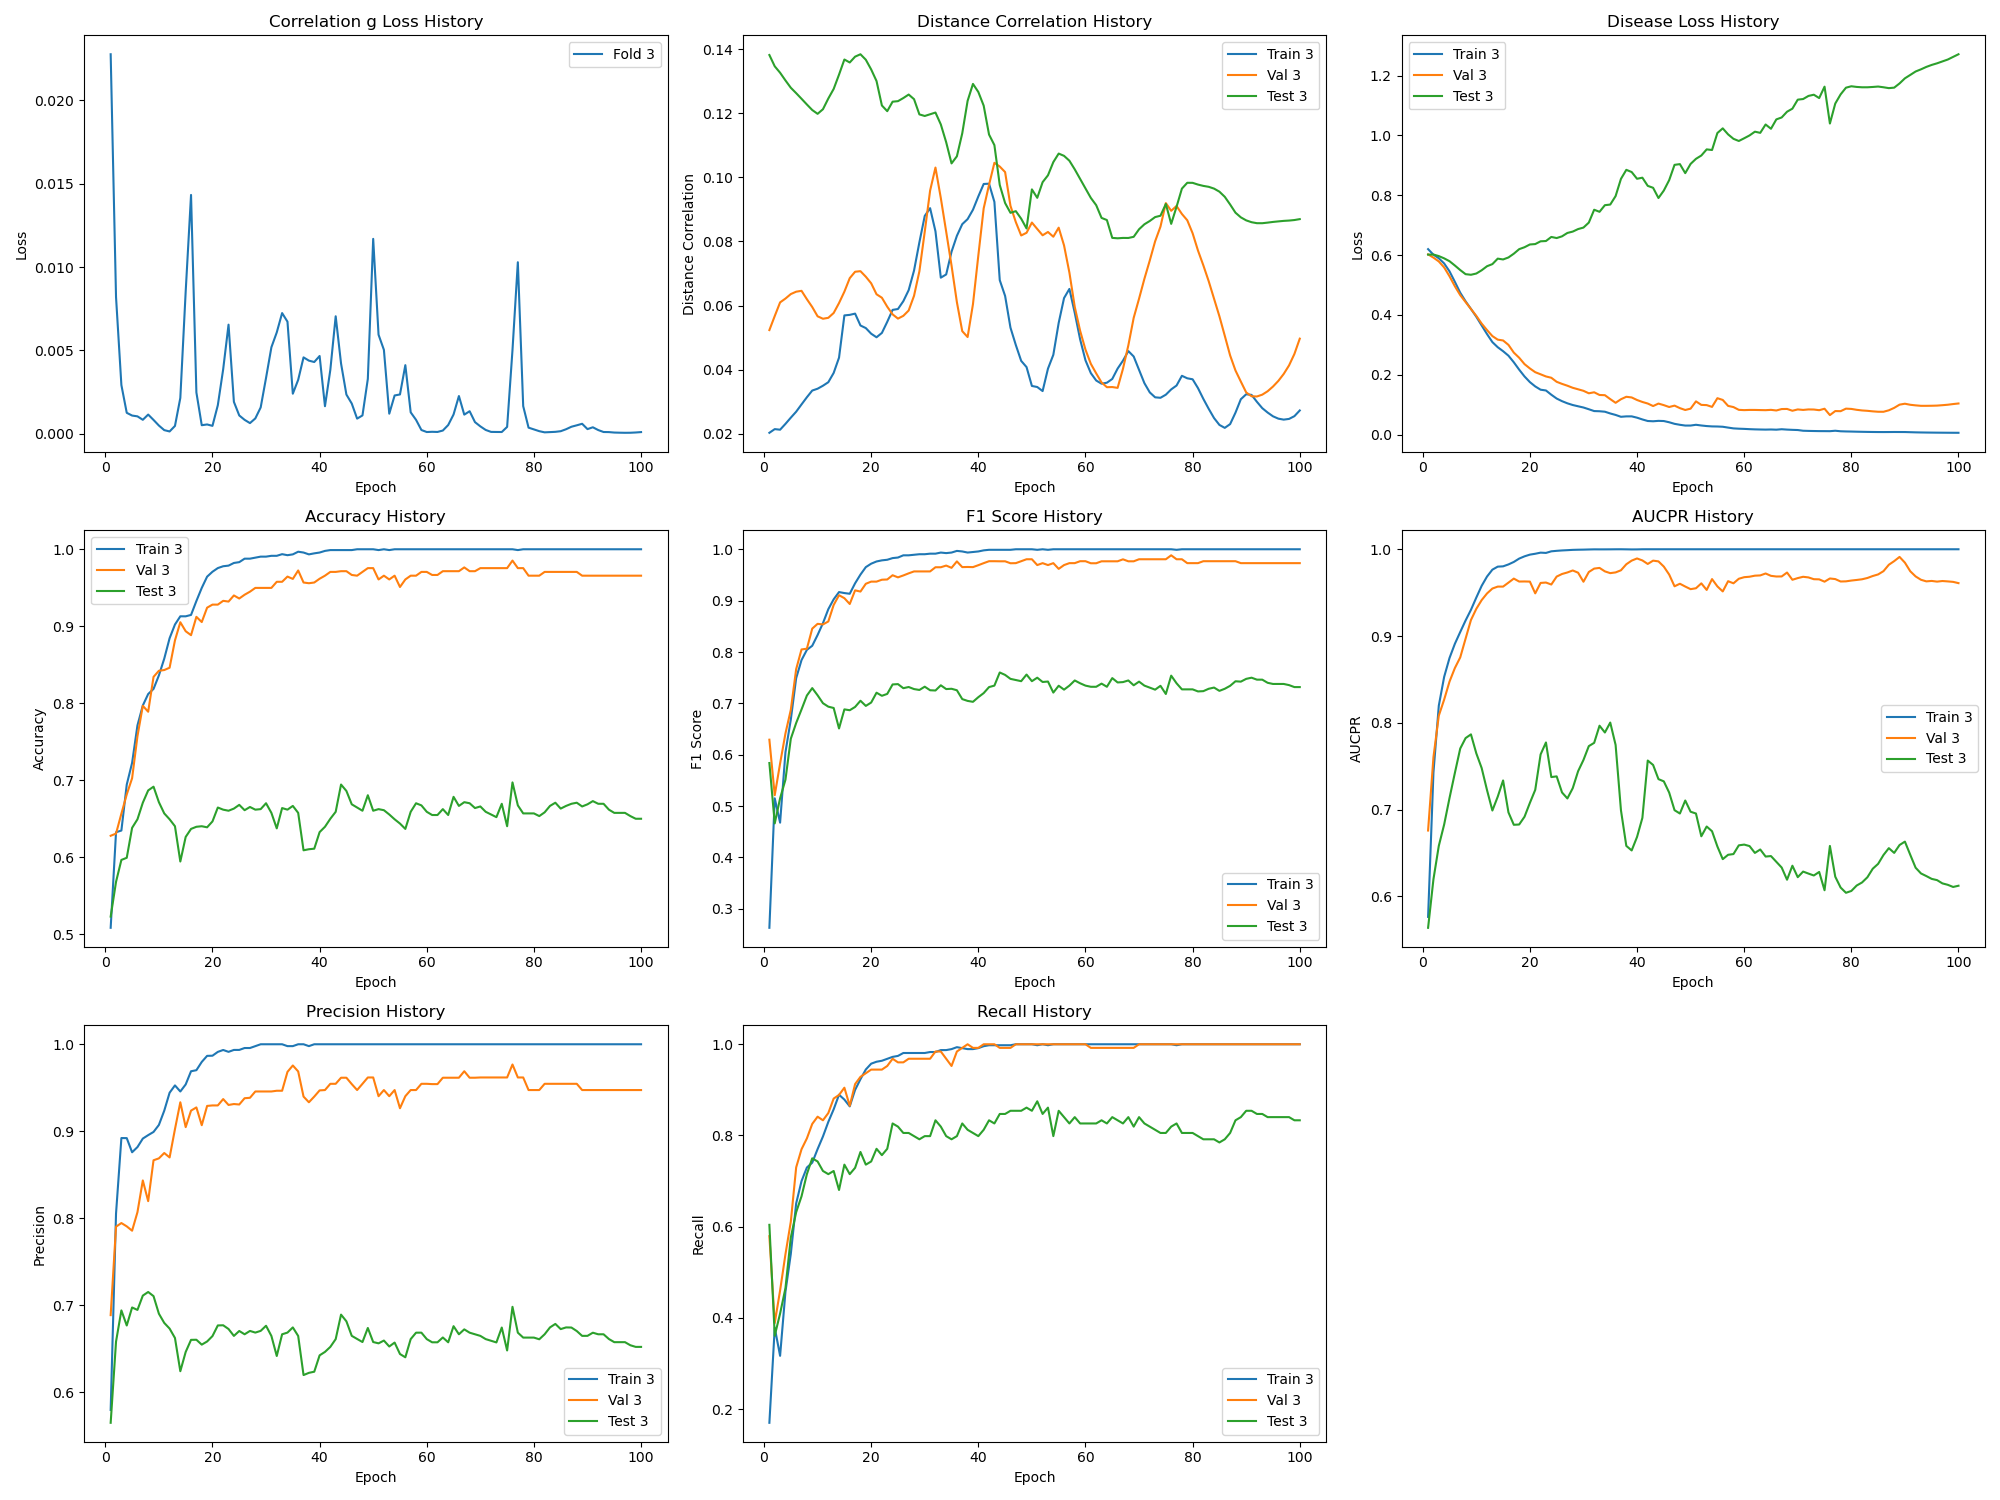 Correlation g Loss History
Loss
0.020
0.015
0.010
0.005
0.000
0 20 40 60 80 100
Epoch
Fold 3
Distance Correlation History
Distance Correlation
0.14
0.12
0.10
0.08
0.06
0.04
0.02
0 20 40 60 80 100
Epoch
Train 3
Val 3
Test 3
Disease Loss History
Loss
1.2
1.0
0.8
0.6
0.4
0.2
0.0
0 20 40 60 80 100
Epoch
Train 3
Val 3
Test 3
Accuracy History
Accuracy
1.0
0.9
0.8
0.7
0.6
0.5
0 20 40 60 80 100
Epoch
Train 3
Val 3
Test 3
F1 Score History
F1 Score
1.0
0.9
0.8
0.7
0.6
0.5
0.4
0.3
0 20 40 60 80 100
Epoch
Train 3
Val 3
Test 3
AUCPR History
AUCPR
1.0
0.9
0.8
0.7
0.6
0 20 40 60 80 100
Epoch
Train 3
Val 3
Test 3
Precision History
Precision
1.0
0.9
0.8
0.7
0.6
0 20 40 60 80 100
Epoch
Train 3
Val 3
Test 3
Recall History
Recall
1.0
0.8
0.6
0.4
0.2
0 20 40 60 80 100
Epoch
Train 3
Val 3
Test 3